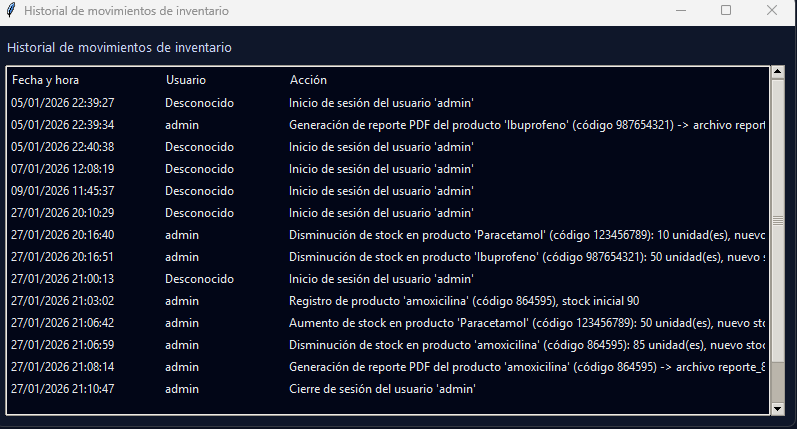 Historial de movimientos de inventario
Historial de movimientos de inventario
Fecha y hora Usuario Acción
05/01/2026 22:39:27 Desconocido Inicio de sesión del usuario 'admin'
05/01/2026 22:39:34 admin Generación de reporte PDF del producto 'Ibuprofeno' (código 987654321) -> archivo report
05/01/2026 22:40:38 Desconocido Inicio de sesión del usuario 'admin'
07/01/2026 12:08:19 Desconocido Inicio de sesión del usuario 'admin'
09/01/2026 11:45:37 Desconocido Inicio de sesión del usuario 'admin'
27/01/2026 20:10:29 Desconocido Inicio de sesión del usuario 'admin'
27/01/2026 20:16:40 admin Disminución de stock en producto 'Paracetamol' (código 123456789): 10 unidad(es), nuevo
27/01/2026 20:16:51 admin Disminución de stock en producto 'Ibuprofeno' (código 987654321): 50 unidad(es), nuevo s
27/01/2026 21:00:13 Desconocido Inicio de sesión del usuario 'admin'
27/01/2026 21:03:02 admin Registro de producto 'amoxicilina' (código 864595), stock inicial 90
27/01/2026 21:06:42 admin Aumento de stock en producto 'Paracetamol' (código 123456789): 50 unidad(es), nuevo sto
27/01/2026 21:06:59 admin Disminución de stock en producto 'amoxicilina' (código 864595): 85 unidad(es), nuevo stoc
27/01/2026 21:08:14 admin Generación de reporte PDF del producto 'amoxicilina' (código 864595) -> archivo reporte_8
27/01/2026 21:10:47 admin Cierre de sesión del usuario 'admin'